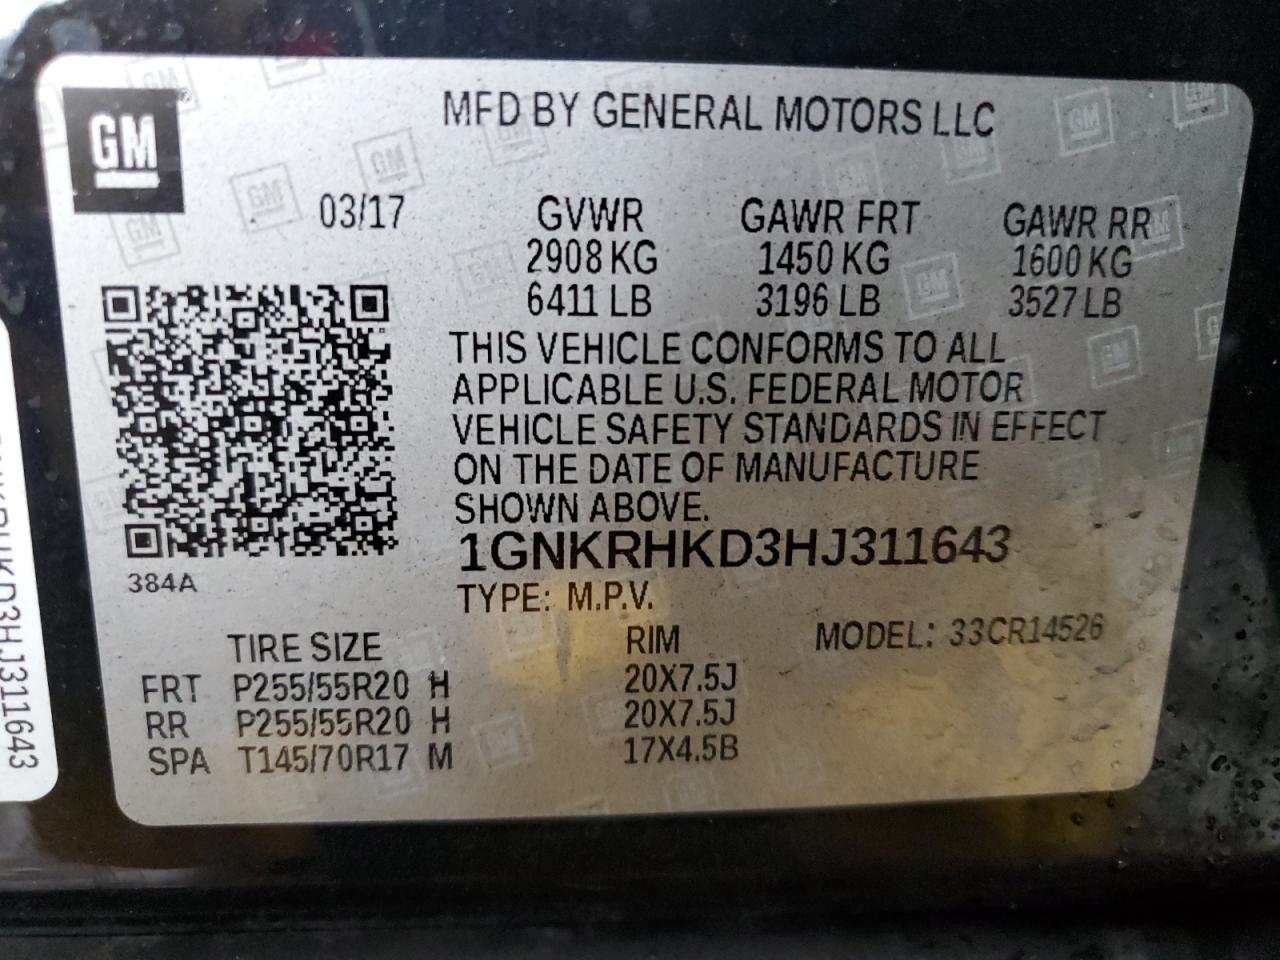 GM
MFD BY GENERAL MOTORS LLC
03/17
GVWR GAWR FRT GAWR RR
2908 KG 1450 KG 1600 KG
6411 LB 3196 LB 3527 LB
THIS VEHICLE CONFORMS TO ALL
APPLICABLE U.S. FEDERAL MOTOR
VEHICLE SAFETY STANDARDS IN EFFECT
ON THE DATE OF MANUFACTURE
SHOWN ABOVE.
1GNKRHKD3HJ311643
384A
TYPE: M.P.V.
TIRE SIZE RIM MODEL: 33CR14526
FRT P255/55R20 H 20X7.5J
RR P255/55R20 H 20X7.5J
SPA T145/70R17 M 17X4.5B
KD3HJ311643